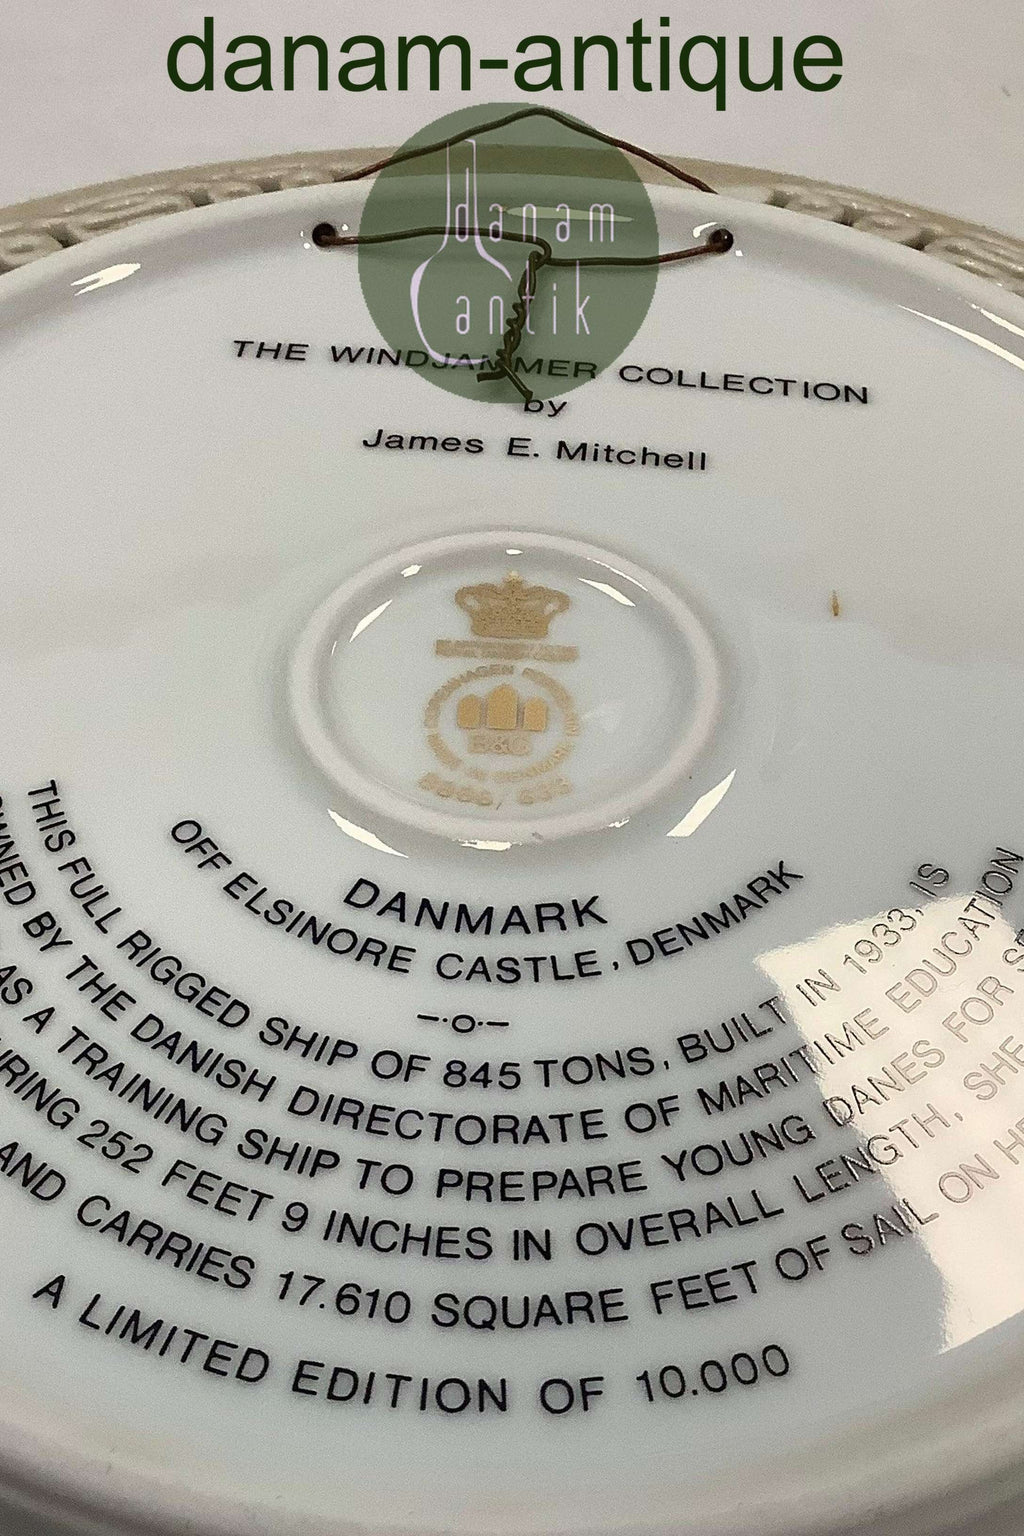 danam-antique
danam
antik
THE WINDJAMMER COLLECTION
by
James E. Mitchell
B&G
DANMARK
OFF ELSINORE CASTLE, DENMARK
THIS FULL RIGGED SHIP OF 845 TONS, BUILT IN 1933, IS
BY THE DANISH DIRECTORATE OF MARITIME EDUCATION
AS A TRAINING SHIP TO PREPARE YOUNG DANES FOR
252 FEET 9 INCHES IN OVERALL LENGTH, SHE
AND CARRIES 17.610 SQUARE FEET OF SAIL ON
A LIMITED EDITION OF 10.000